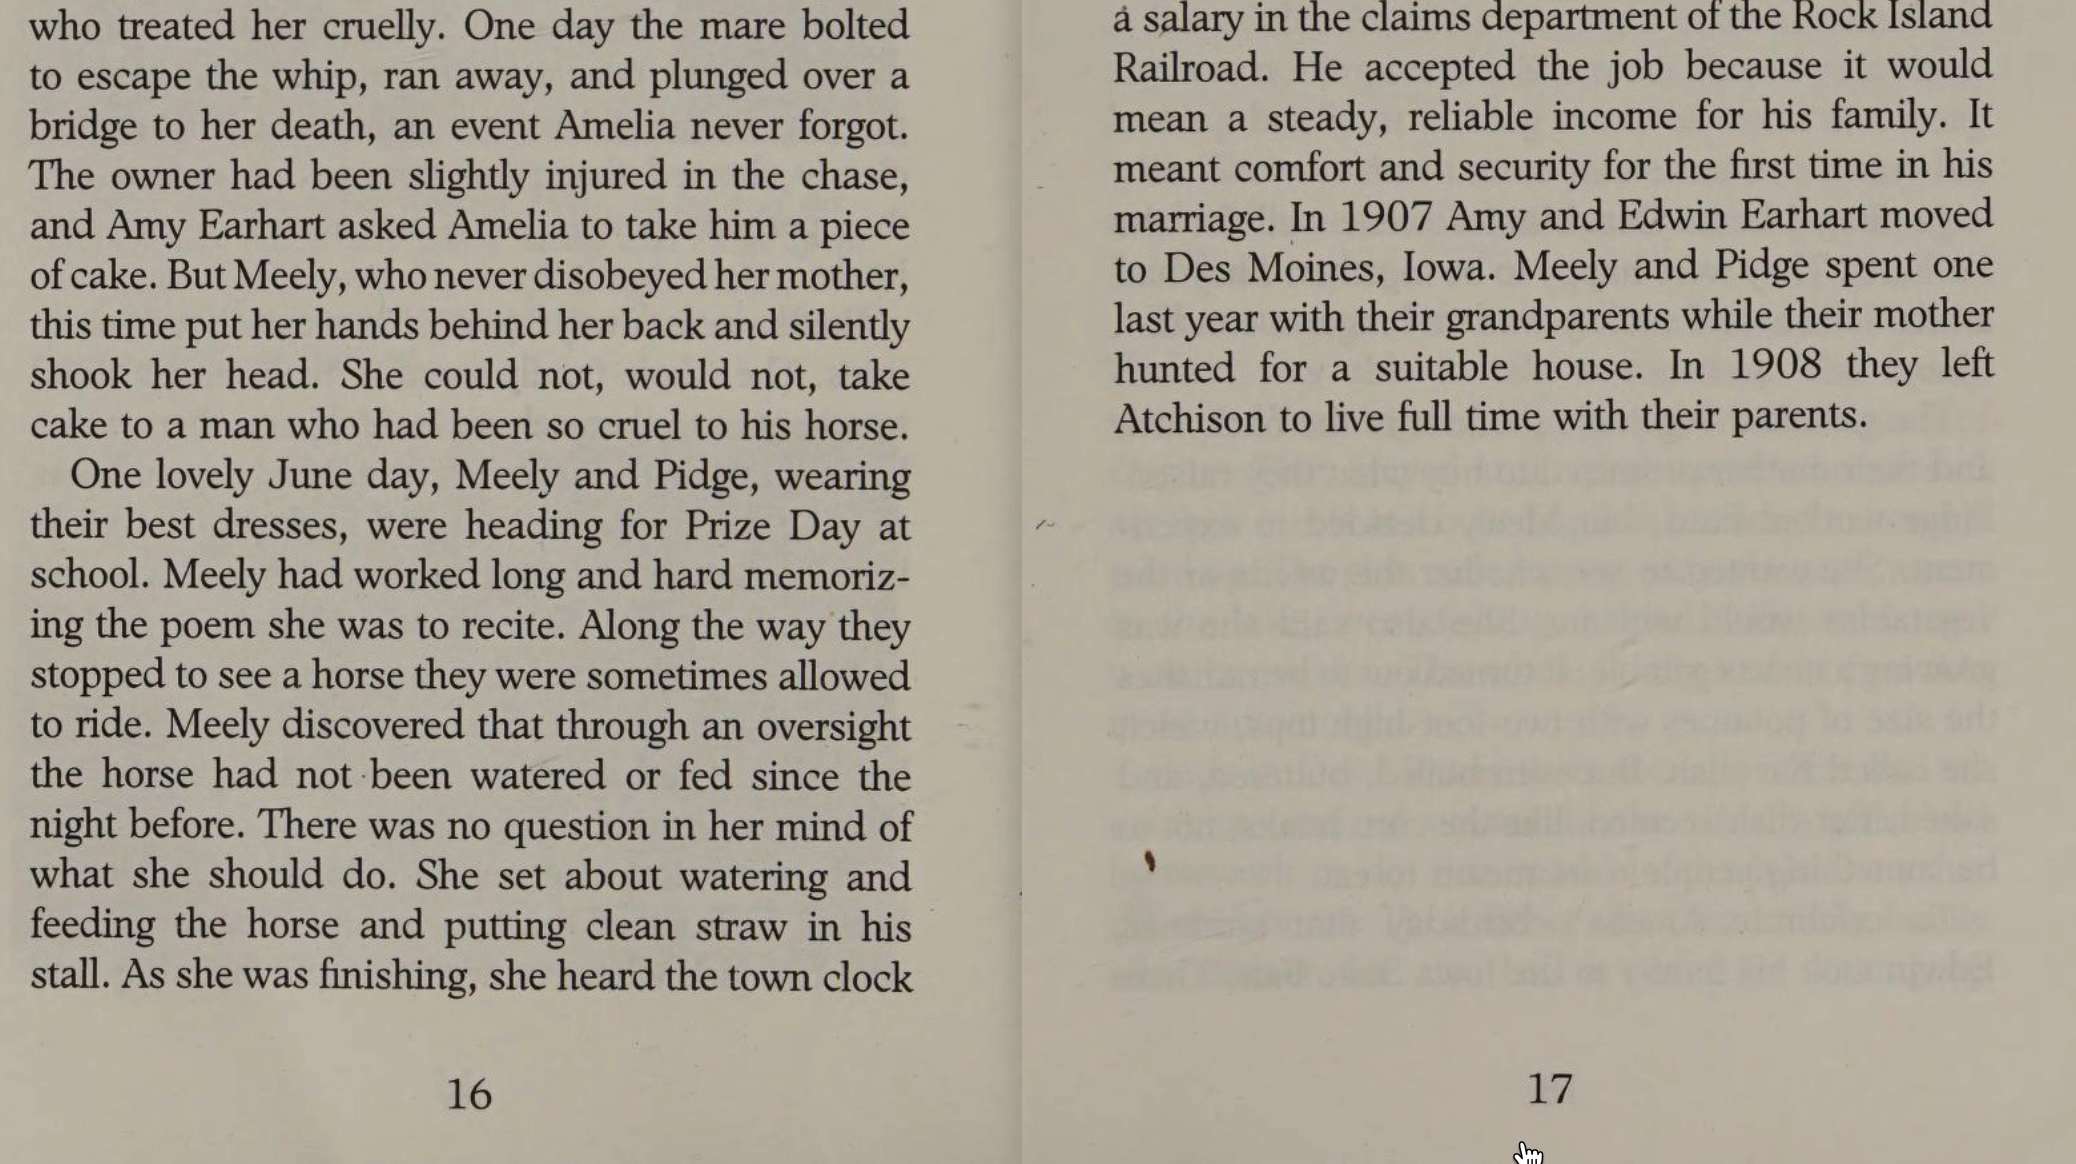 who treated her cruelly. One day the mare bolted
to escape the whip, ran away, and plunged over a
bridge to her death, an event Amelia never forgot.
The owner had been slightly injured in the chase,
and Amy Earhart asked Amelia to take him a piece
of cake. But Meely, who never disobeyed her mother,
this time put her hands behind her back and silently
shook her head. She could not, would not, take
cake to a man who had been so cruel to his horse.
One lovely June day, Meely and Pidge, wearing
their best dresses, were heading for Prize Day at
school. Meely had worked long and hard memoriz-
ing the poem she was to recite. Along the way they
stopped to see a horse they were sometimes allowed
to ride. Meely discovered that through an oversight
the horse had not been watered or fed since the
night before. There was no question in her mind of
what she should do. She set about watering and
feeding the horse and putting clean straw in his
stall. As she was finishing, she heard the town clock
16
a salary in the claims department of the Rock Island
Railroad. He accepted the job because it would
mean a steady, reliable income for his family. It
meant comfort and security for the first time in his
marriage. In 1907 Amy and Edwin Earhart moved
to Des Moines, Iowa. Meely and Pidge spent one
last year with their grandparents while their mother
hunted for a suitable house. In 1908 they left
Atchison to live full time with their parents.
17